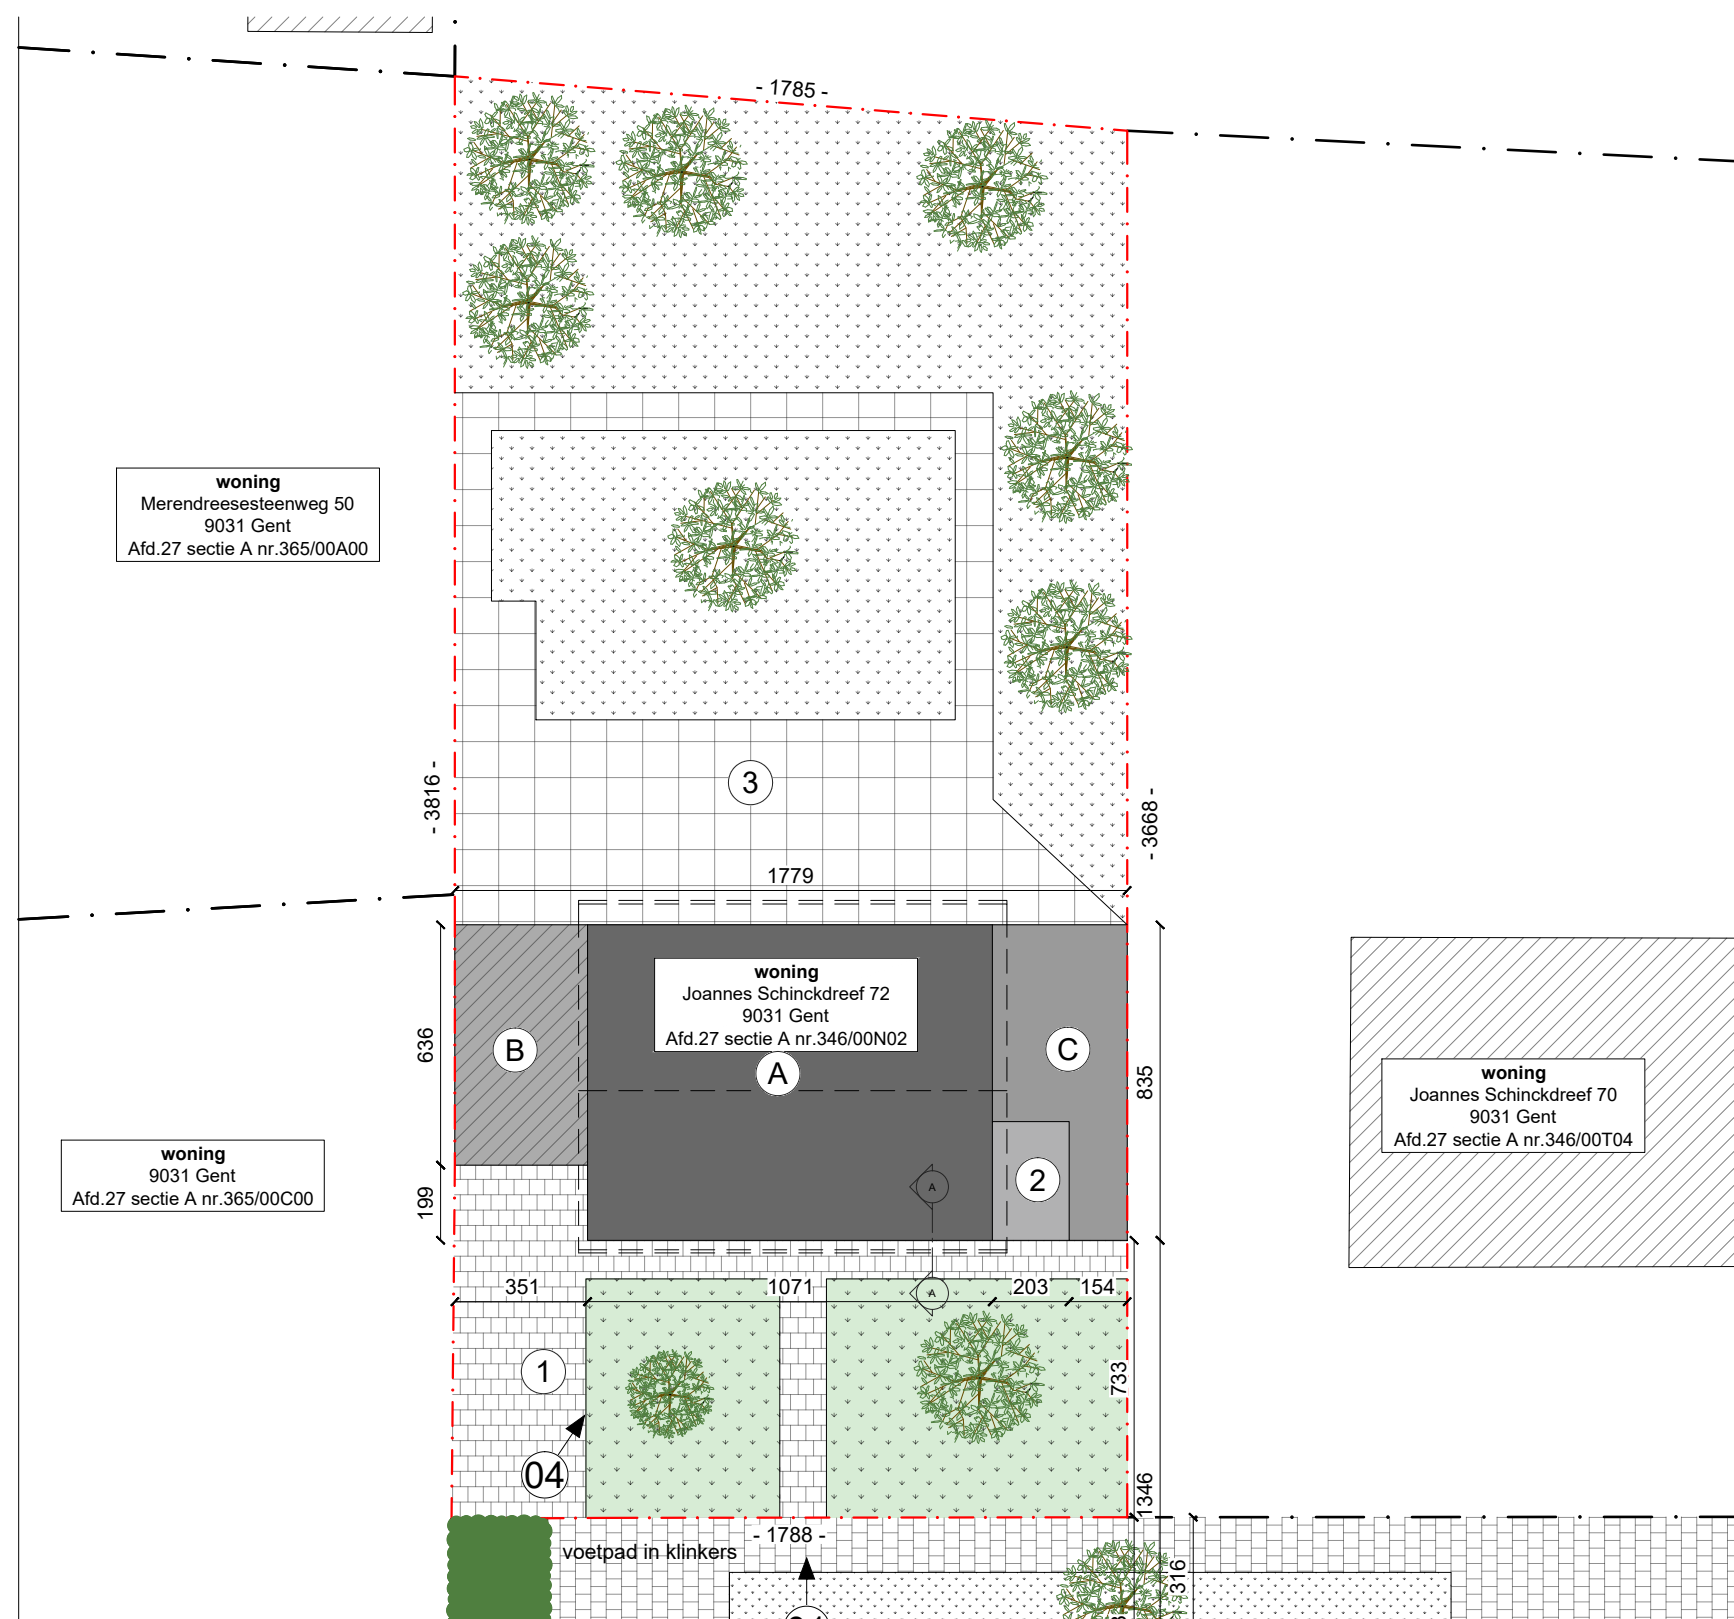 - 1785 -
woning
Merendreesesteenweg 50
9031 Gent
Afd.27 sectie A nr.365/00A00
3
- 3816 -
- 3668 -
1779
woning
Joannes Schinckdreef 72
9031 Gent
Afd.27 sectie A nr.346/00N02
B
A
C
636
835
woning
Joannes Schinckdreef 70
9031 Gent
Afd.27 sectie A nr.346/00T04
woning
9031 Gent
Afd.27 sectie A nr.365/00C00
199
2
A
A
351
1071
203
154
1
733
04
1346
- 1788 -
voetpad in klinkers
316